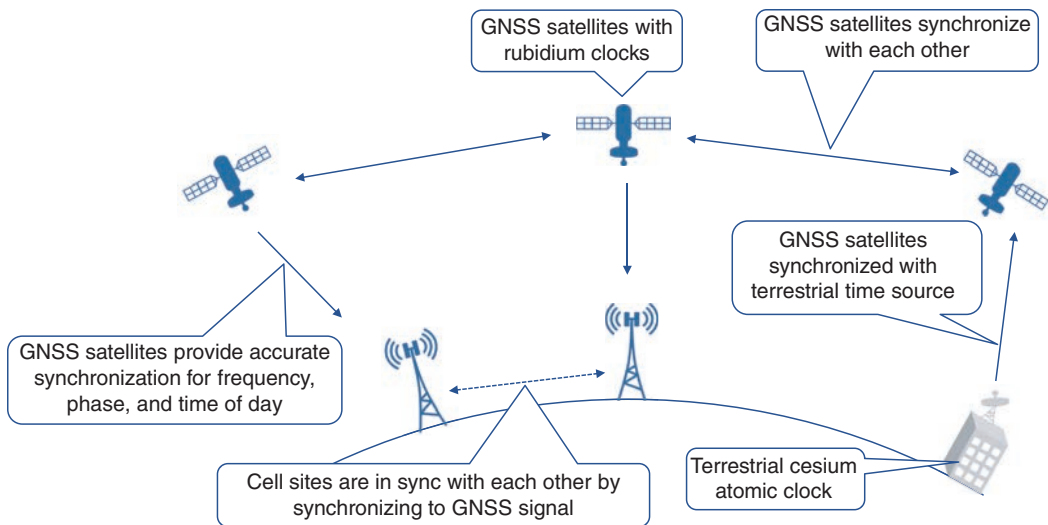 GNSS satellites with
rubidium clocks
GNSS satellites synchronize
with each other
GNSS satellites
synchronized with
terrestrial time source
GNSS satellites provide accurate
synchronization for frequency,
phase, and time of day
Cell sites are in sync with each other by
synchronizing to GNSS signal
Terrestrial cesium
atomic clock